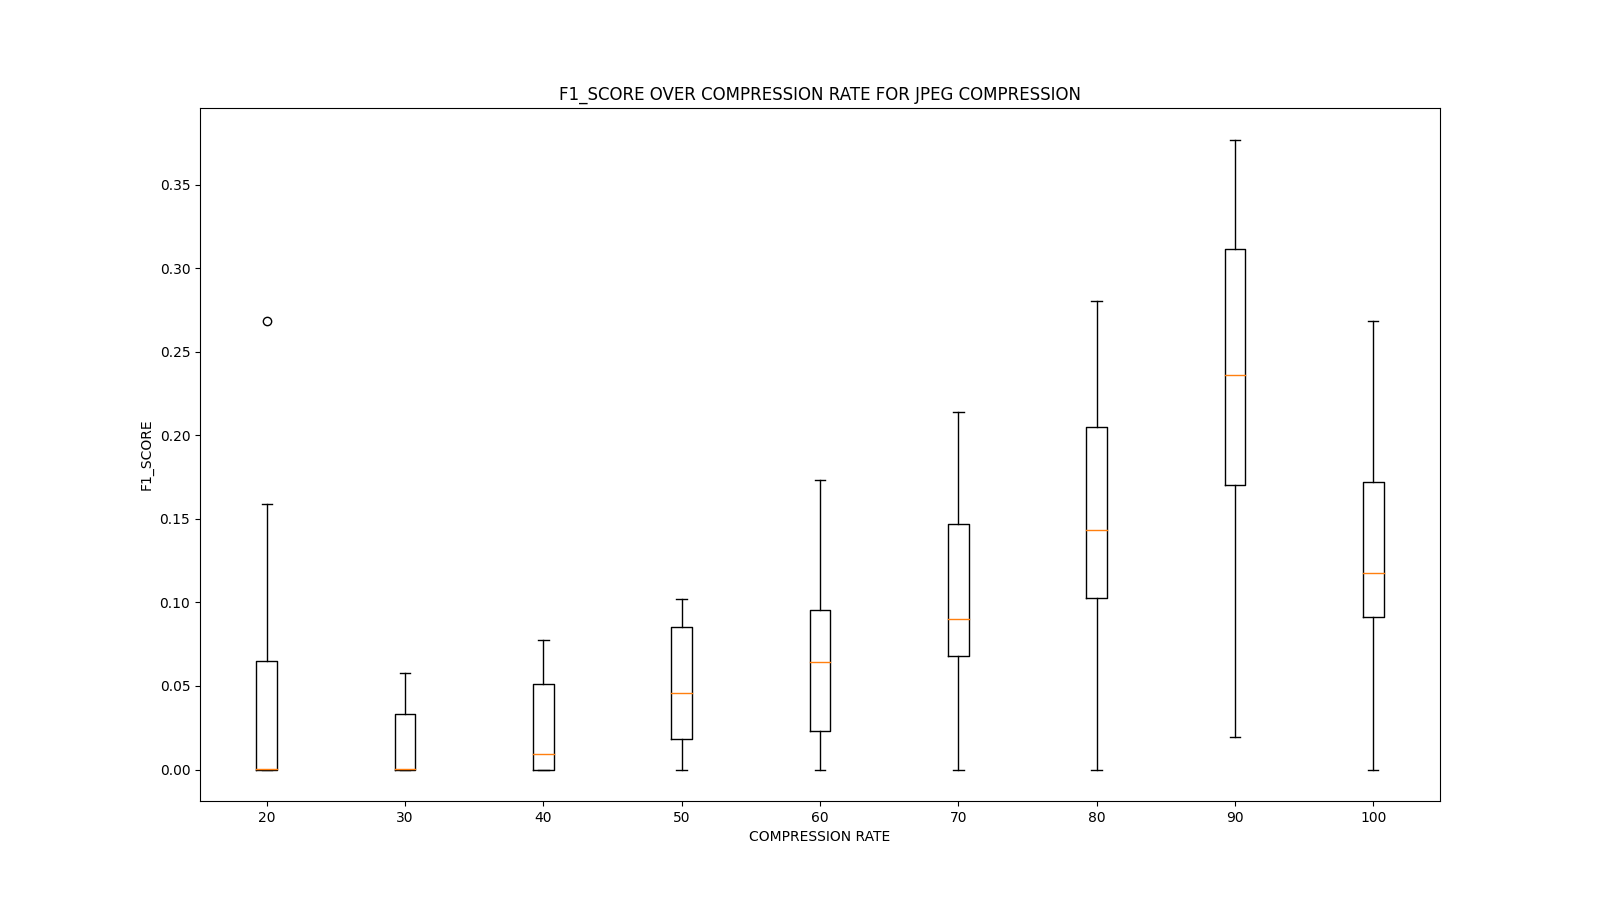 F1_SCORE OVER COMPRESSION RATE FOR JPEG COMPRESSION
0.35
0.30
0.25
0.20
0.15
0.10
0.05
0.00
F1_SCORE
20 30 40 50 60 70 80 90 100
COMPRESSION RATE